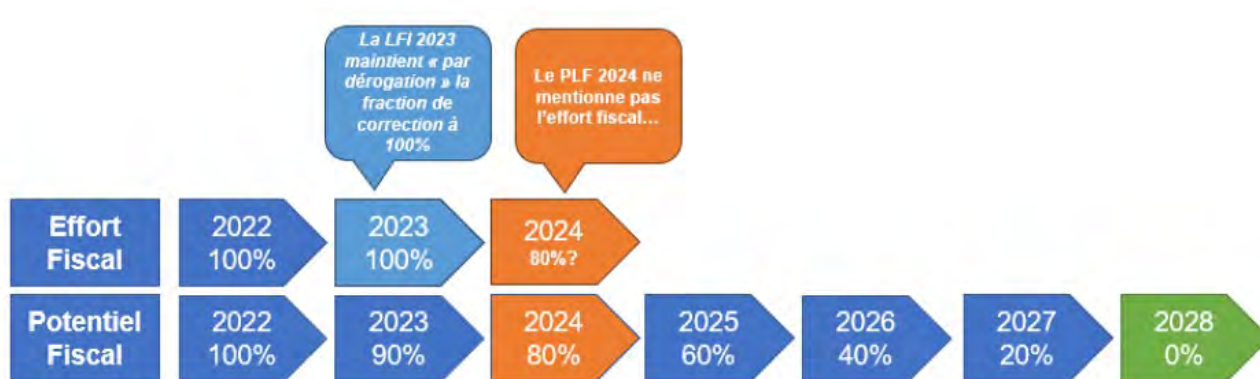 La LFI 2023
maintient « par
dérogation » la
fraction de
correction à
100%
Le PLF 2024 ne
mentionne pas
l'effort fiscal…
Effort
Fiscal
2022
100%
2023
100%
2024
80%?
Potentiel
Fiscal
2022
100%
2023
90%
2024
80%
2025
60%
2026
40%
2027
20%
2028
0%